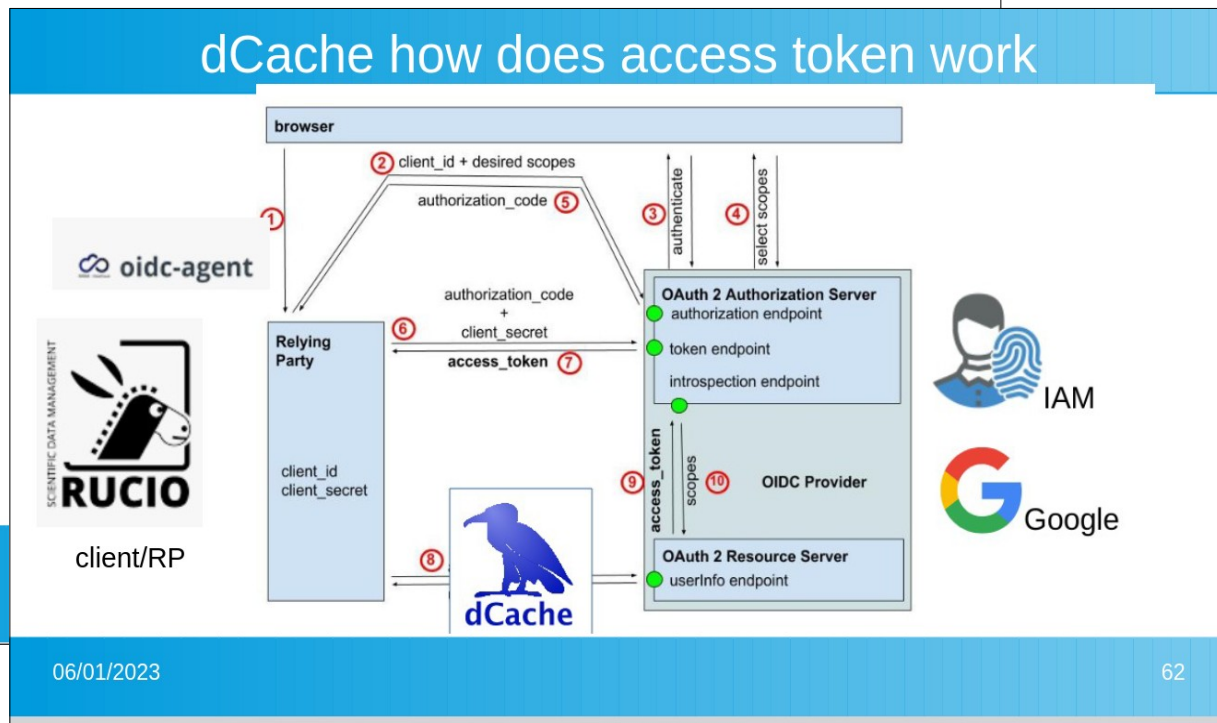 dCache how does access token work
browser
2 client_id + desired scopes
authorization_code 5
1
3
authenticate
4
select scopes
oidc-agent
SCIENTIFIC DATA MANAGEMENT
RUCIO
client/RP
Relying
Party
client_id
client_secret
authorization_code
+
6 client_secret
access_token 7
8
dCache
OAuth 2 Authorization Server
authorization endpoint
token endpoint
introspection endpoint
9
access_token
scopes
10
OIDC Provider
OAuth 2 Resource Server
userInfo endpoint
IAM
Google
06/01/2023
62